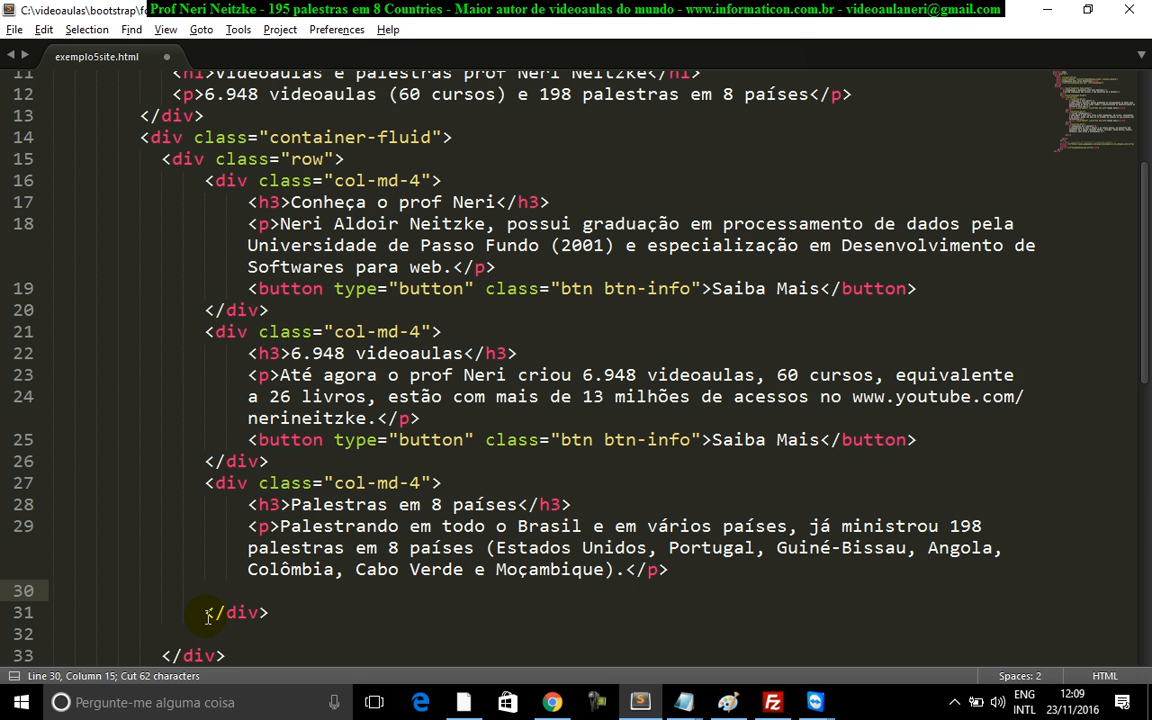 C:\videoaulas\bootstrap\fo
Prof Neri Neitzke - 195 palestras em 8 Countries - Maior autor de videoaulas do mundo - www.informaticon.com.br - videoaulaneri@gmail.com
File Edit Selection Find View Goto Tools Project Preferences Help
exemplo5site.html
11 <h1>Videoaulas e palestras prof Neri Neitzke</h1>
12 <p>6.948 videoaulas (60 cursos) e 198 palestras em 8 países</p>
13 </div>
14 <div class="container-fluid">
15 <div class="row">
16 <div class="col-md-4">
17 <h3>Conheça o prof Neri</h3>
18 <p>Neri Aldoir Neitzke, possui graduação em processamento de dados pela
Universidade de Passo Fundo (2001) e especialização em Desenvolvimento de
Softwares para web.</p>
19 <button type="button" class="btn btn-info">Saiba Mais</button>
20 </div>
21 <div class="col-md-4">
22 <h3>6.948 videoaulas</h3>
23 <p>Até agora o prof Neri criou 6.948 videoaulas, 60 cursos, equivalente
24 a 26 livros, estão com mais de 13 milhões de acessos no www.youtube.com/
nerineitzke.</p>
25 <button type="button" class="btn btn-info">Saiba Mais</button>
26 </div>
27 <div class="col-md-4">
28 <h3>Palestras em 8 países</h3>
29 <p>Palestrando em todo o Brasil e em vários países, já ministrou 198
palestras em 8 países (Estados Unidos, Portugal, Guiné-Bissau, Angola,
Colômbia, Cabo Verde e Moçambique).</p>
30
31 </div>
32
33 </div>
Line 30, Column 15; Cut 62 characters Spaces: 2 HTML
Pergunte-me alguma coisa
ENG 12:09
INTL 23/11/2016